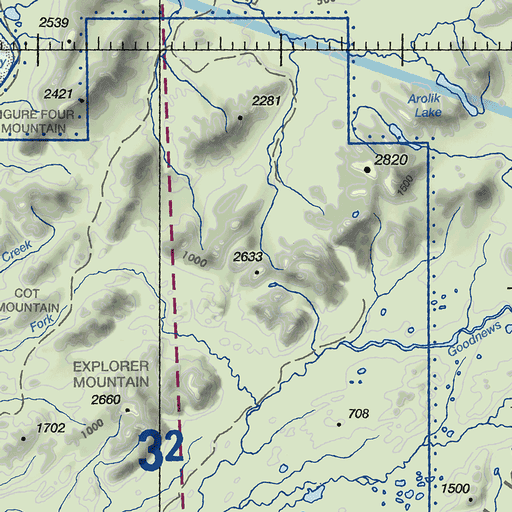 2539
2421
IGURE FOUR
MOUNTAIN
2281
Arolik
Lake
2820
1500
Creek
1000
2633
COT
MOUNTAIN
Fork
Goodnews
EXPLORER
MOUNTAIN
2660
1702
1000
708
32
1500